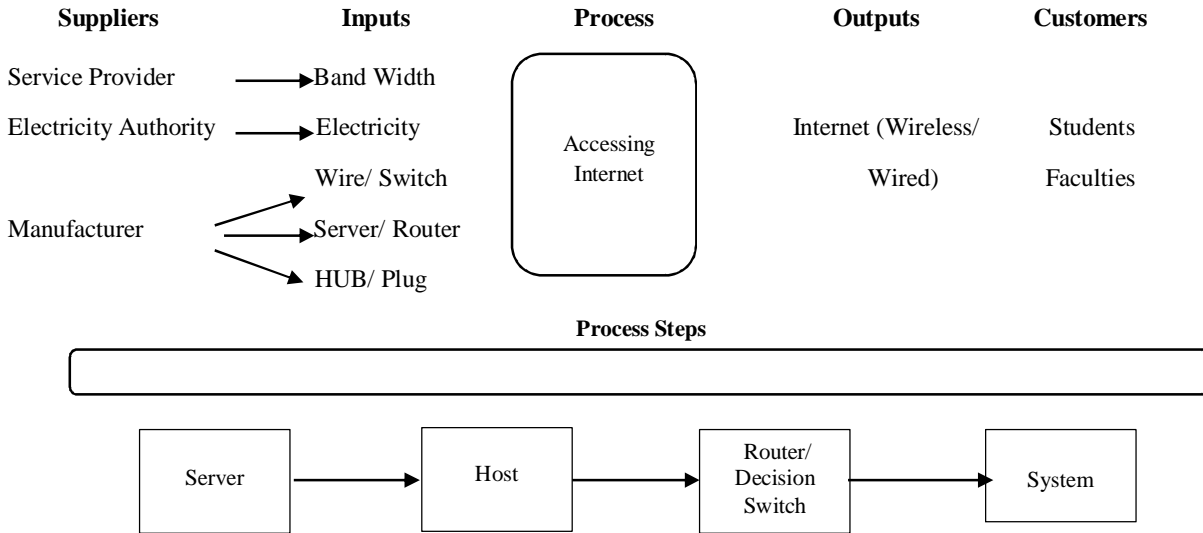 Suppliers Inputs Process Outputs Customers
Service Provider Band Width
Electricity Authority Electricity Internet (Wireless/ Students
Accessing
Internet
Wire/ Switch Wired) Faculties
Manufacturer Server/ Router
HUB/ Plug
Process Steps
Server Host Router/
Decision
Switch System